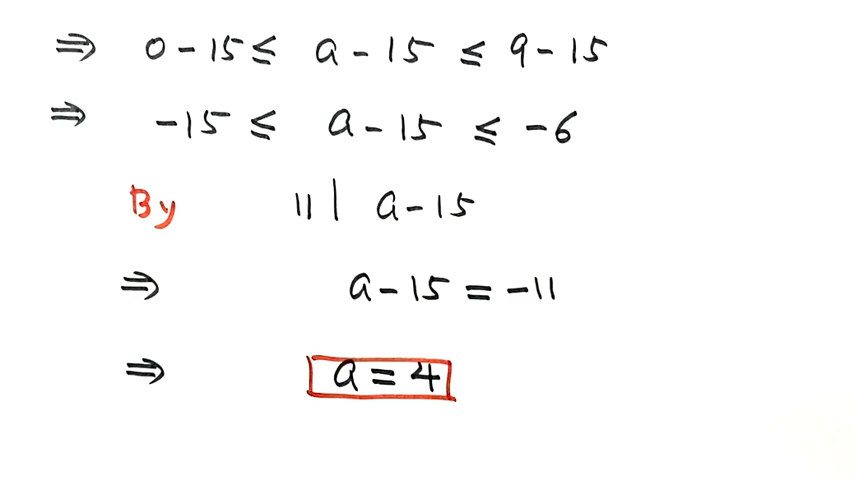 ⇒ 0 - 15 ≤ a - 15 ≤ 9 - 15
⇒ -15 ≤ a - 15 ≤ -6
By 11 | a - 15
⇒ a - 15 = -11
⇒ a = 4